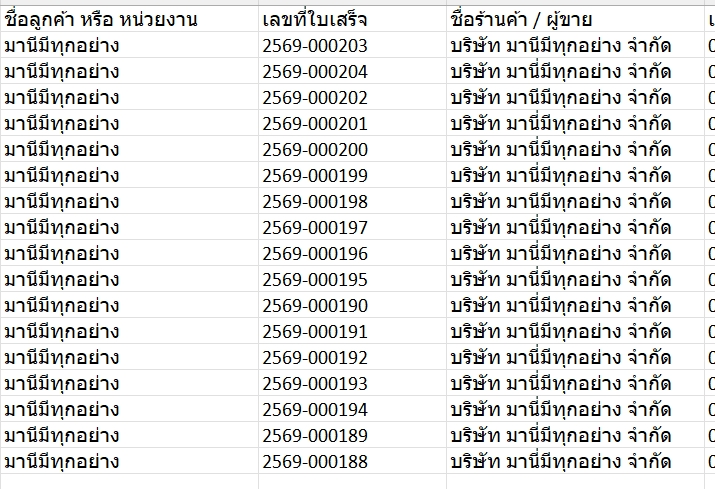 ชื่อลูกค้า หรือ หน่วยงาน เลขที่ใบเสร็จ ชื่อร้านค้า / ผู้ขาย
มานีมีทุกอย่าง 2569-000203 บริษัท มานีมีทุกอย่าง จำกัด
มานีมีทุกอย่าง 2569-000204 บริษัท มานีมีทุกอย่าง จำกัด
มานีมีทุกอย่าง 2569-000202 บริษัท มานีมีทุกอย่าง จำกัด
มานีมีทุกอย่าง 2569-000201 บริษัท มานีมีทุกอย่าง จำกัด
มานีมีทุกอย่าง 2569-000200 บริษัท มานี่มีทุกอย่าง จำกัด
มานีมีทุกอย่าง 2569-000199 บริษัท มานี่มีทุกอย่าง จำกัด
มานีมีทุกอย่าง 2569-000198 บริษัท มานี่มีทุกอย่าง จำกัด
มานีมีทุกอย่าง 2569-000197 บริษัท มานี่มีทุกอย่าง จำกัด
มานีมีทุกอย่าง 2569-000196 บริษัท มานี่มีทุกอย่าง จำกัด
มานีมีทุกอย่าง 2569-000195 บริษัท มานี่มีทุกอย่าง จำกัด
มานีมีทุกอย่าง 2569-000190 บริษัท มานี่มีทุกอย่าง จำกัด
มานีมีทุกอย่าง 2569-000191 บริษัท มานี่มีทุกอย่าง จำกัด
มานีมีทุกอย่าง 2569-000192 บริษัท มานี่มีทุกอย่าง จำกัด
มานีมีทุกอย่าง 2569-000193 บริษัท มานี่มีทุกอย่าง จำกัด
มานีมีทุกอย่าง 2569-000194 บริษัท มานี่มีทุกอย่าง จำกัด
มานีมีทุกอย่าง 2569-000189 บริษัท มานี่มีทุกอย่าง จำกัด
มานีมีทุกอย่าง 2569-000188 บริษัท มานี่มีทุกอย่าง จำกัด